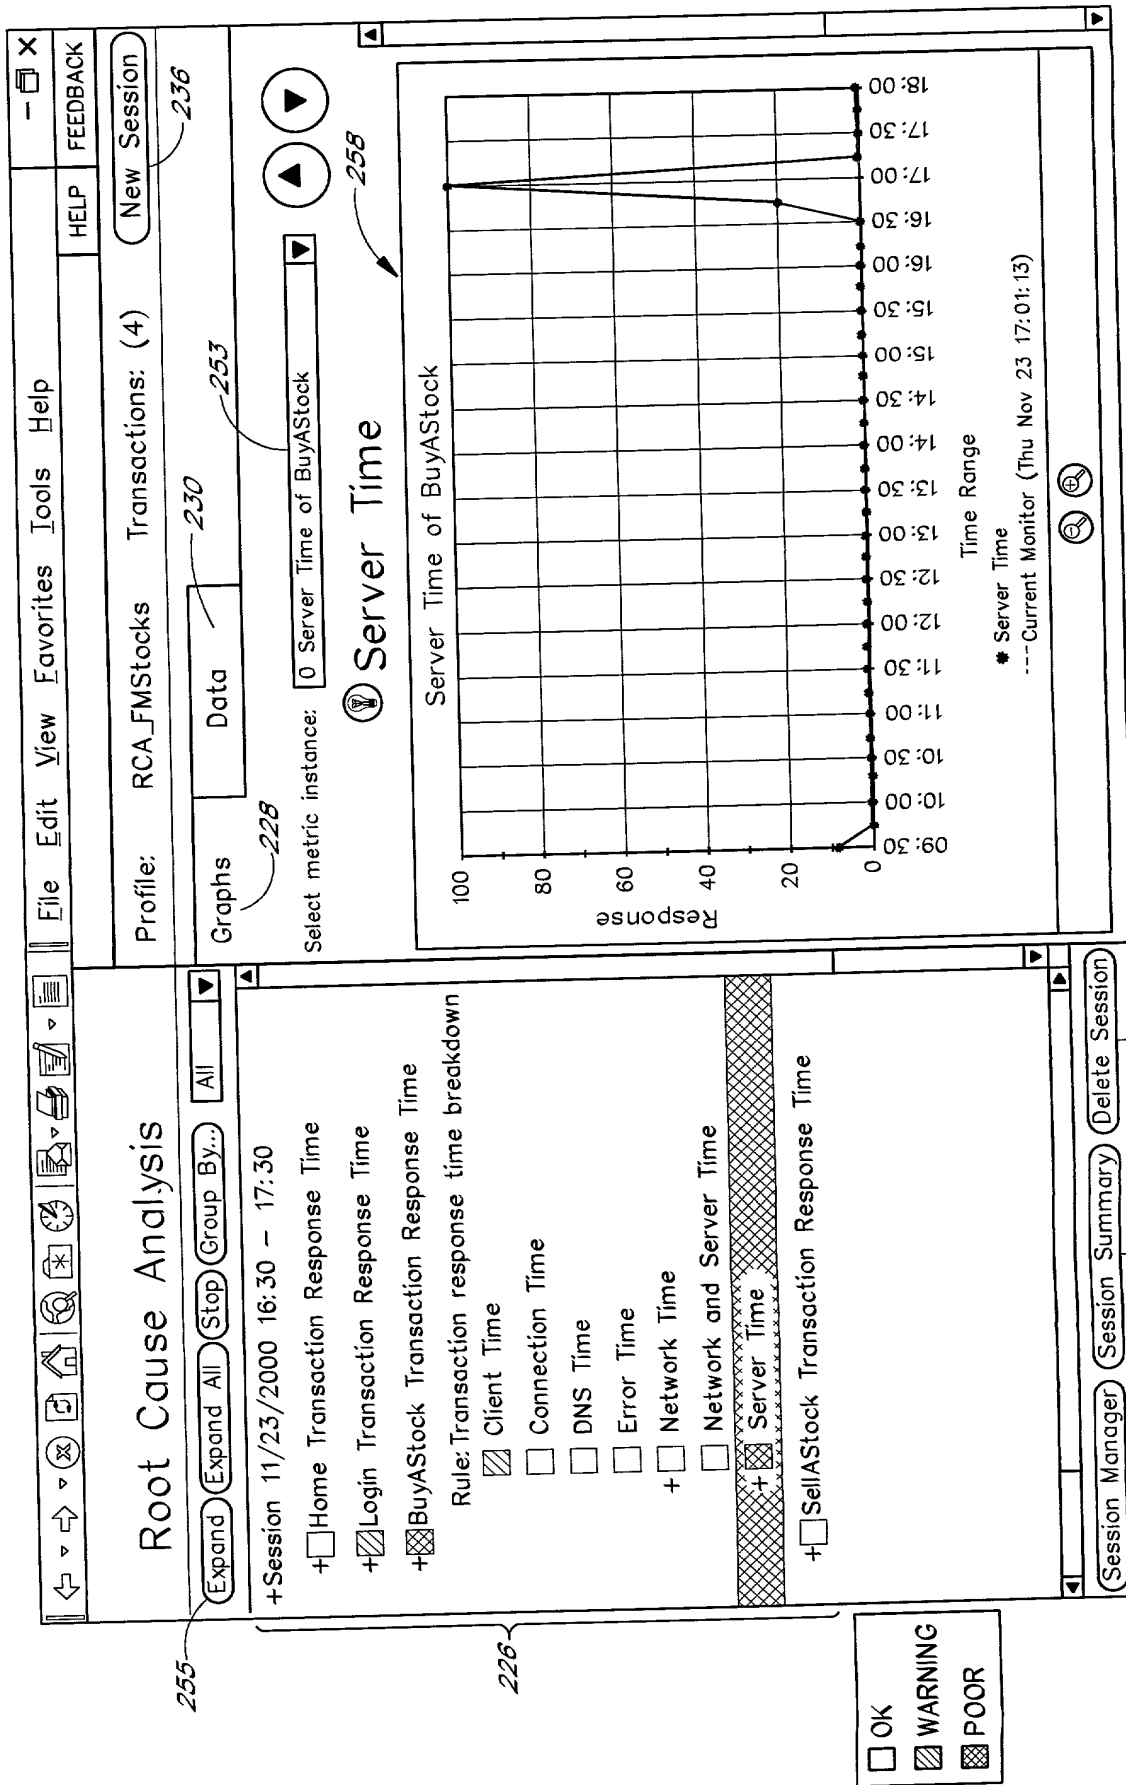 File Edit View Favorites Tools Help
HELP FEEDBACK
Root Cause Analysis
Profile: RCA_FMStocks Transactions: (4) New Session
236
255
Expand Expand All Stop Group By... All
Graphs Data
228
230
253
+Session 11/23/2000 16:30 - 17:30
+ Home Transaction Response Time
+ Login Transaction Response Time
+ BuyAStock Transaction Response Time
Rule: Transaction response time breakdown
Client Time
Connection Time
DNS Time
Error Time
+ Network Time
Network and Server Time
+ Server Time
+ SellAStock Transaction Response Time
226
Session Manager Session Summary Delete Session
Select metric instance: 0 Server Time of BuyAStock
Server Time
258
Server Time of BuyAStock
Response
100
80
60
40
20
0
09:30 10:00 10:30 11:00 11:30 12:00 12:30 13:00 13:30 14:00 14:30 15:00 15:30 16:00 16:30 17:00 17:30 18:00
Time Range
Server Time
---Current Monitor (Thu Nov 23 17:01:13)
OK
WARNING
POOR